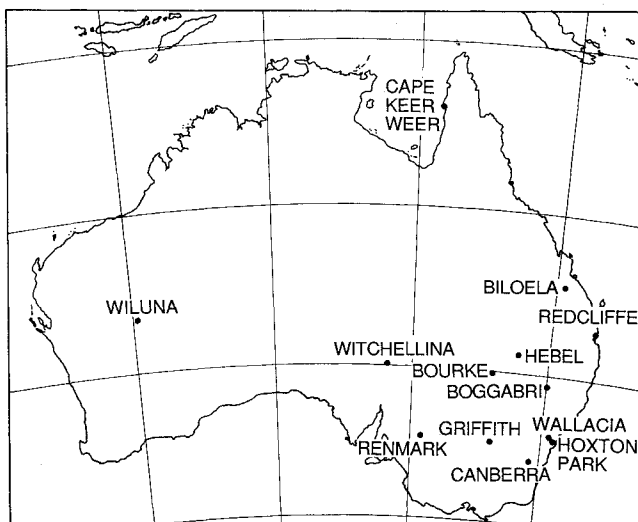 CAPE
KEER
WEER
BILOELA
WILUNA
REDCLIFFE
WITCHELLINA
HEBEL
BOURKE
BOGGABRI
GRIFFITH
WALLACIA
RENMARK
HOXTON
PARK
CANBERRA